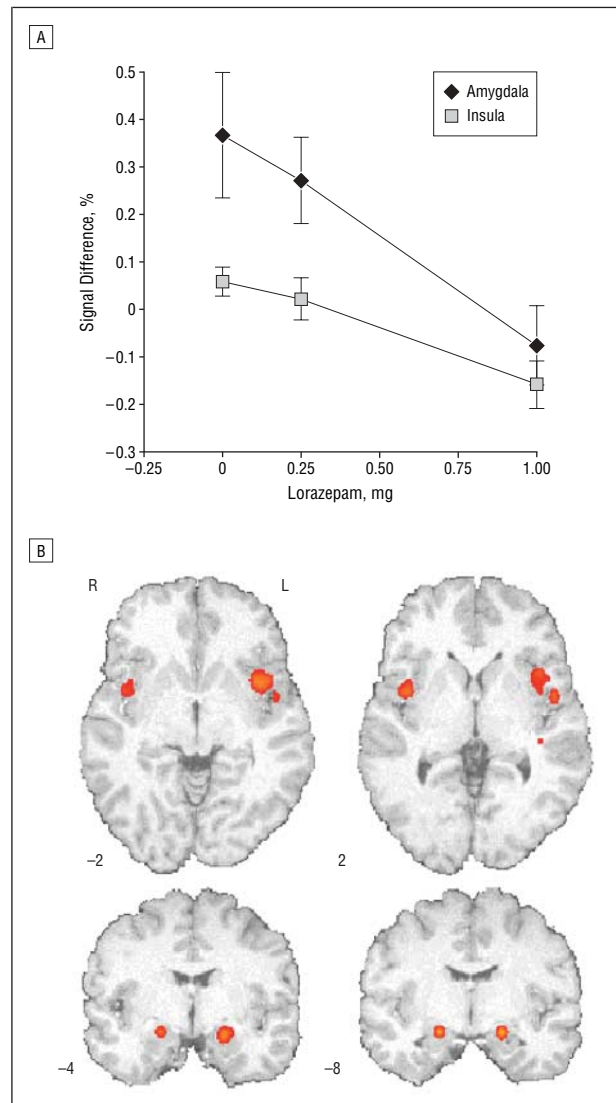 A
0.5
0.4
0.3
0.2
0.1
0
−0.1
−0.2
−0.3
Signal Difference, %
Amygdala
Insula
−0.25 0 0.25 0.50 0.75 1.00
Lorazepam, mg
B
R L
−2 2
−4 −8